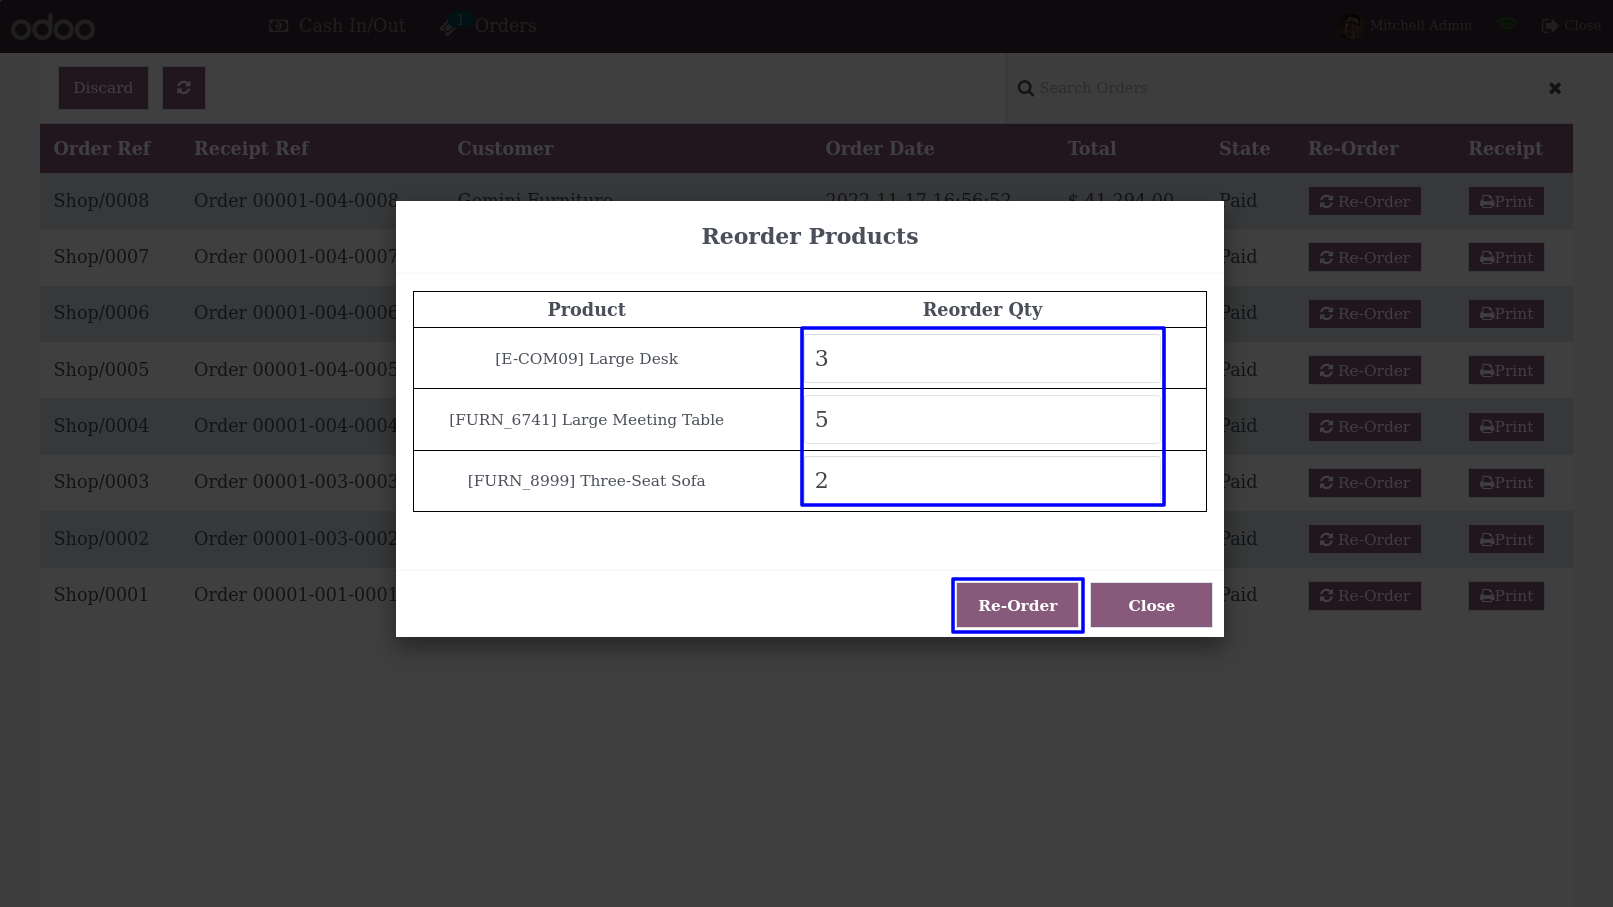 odoo Cash In/Out 1 Orders Mitchell Admin Close
Discard Search Orders
Order Ref Receipt Ref Customer Order Date Total State Re-Order Receipt
Shop/0008 Order 00001-004-0008 Gemini Furniture 2022-11-17 16:56:52 $ 41,294.00 Paid Re-Order Print
Shop/0007 Order 00001-004-0007 Paid Re-Order Print
Shop/0006 Order 00001-004-0006 Paid Re-Order Print
Shop/0005 Order 00001-004-0005 Paid Re-Order Print
Shop/0004 Order 00001-004-0004 Paid Re-Order Print
Shop/0003 Order 00001-003-0003 Paid Re-Order Print
Shop/0002 Order 00001-003-0002 Paid Re-Order Print
Shop/0001 Order 00001-001-0001 Paid Re-Order Print
Reorder Products
Product Reorder Qty
[E-COM09] Large Desk 3
[FURN_6741] Large Meeting Table 5
[FURN_8999] Three-Seat Sofa 2
Re-Order Close